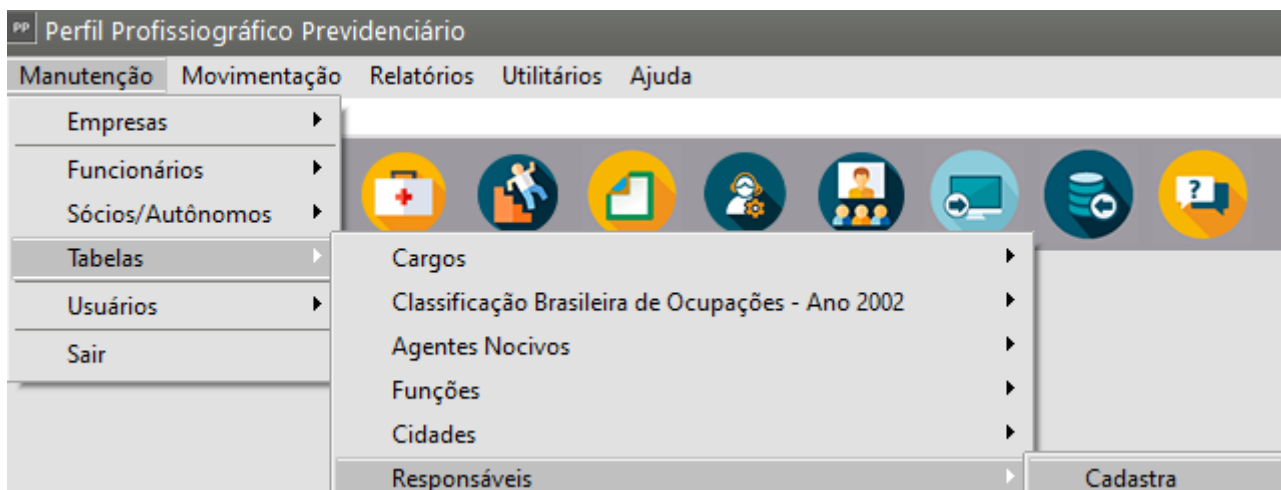 PP Perfil Profissiográfico Previdenciário
Manutenção Movimentação Relatórios Utilitários Ajuda
Empresas
Funcionários
Sócios/Autônomos
Tabelas
Usuários
Sair
Cargos
Classificação Brasileira de Ocupações - Ano 2002
Agentes Nocivos
Funções
Cidades
Responsáveis
Cadastra
?